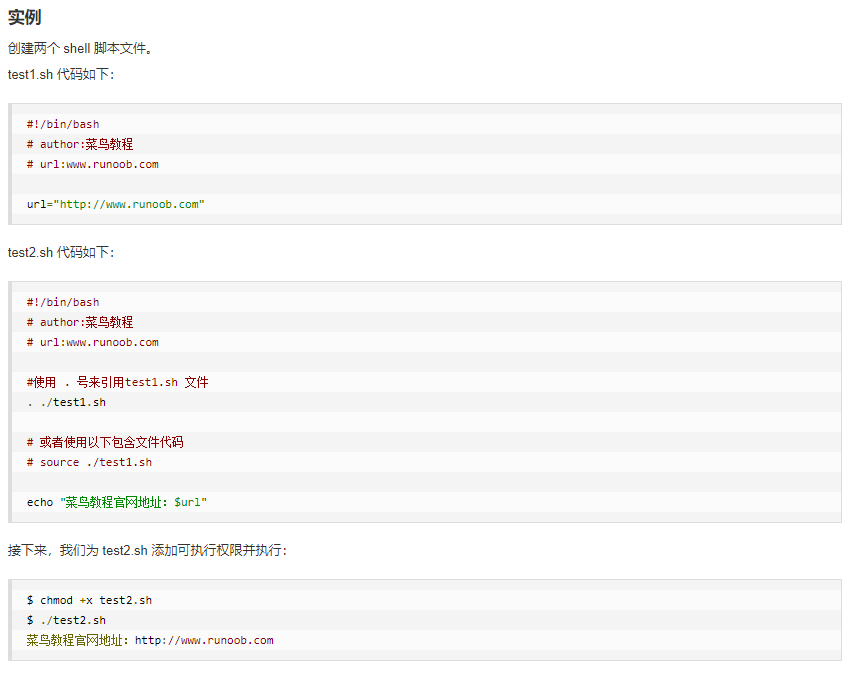 实例
创建两个 shell 脚本文件。
test1.sh 代码如下：
#!/bin/bash
# author:菜鸟教程
# url:www.runoob.com
url="http://www.runoob.com"
test2.sh 代码如下：
#!/bin/bash
# author:菜鸟教程
# url:www.runoob.com
#使用 . 号来引用test1.sh 文件
. ./test1.sh
# 或者使用以下包含文件代码
# source ./test1.sh
echo "菜鸟教程官网地址：$url"
接下来，我们为 test2.sh 添加可执行权限并执行：
$ chmod +x test2.sh
$ ./test2.sh
菜鸟教程官网地址：http://www.runoob.com